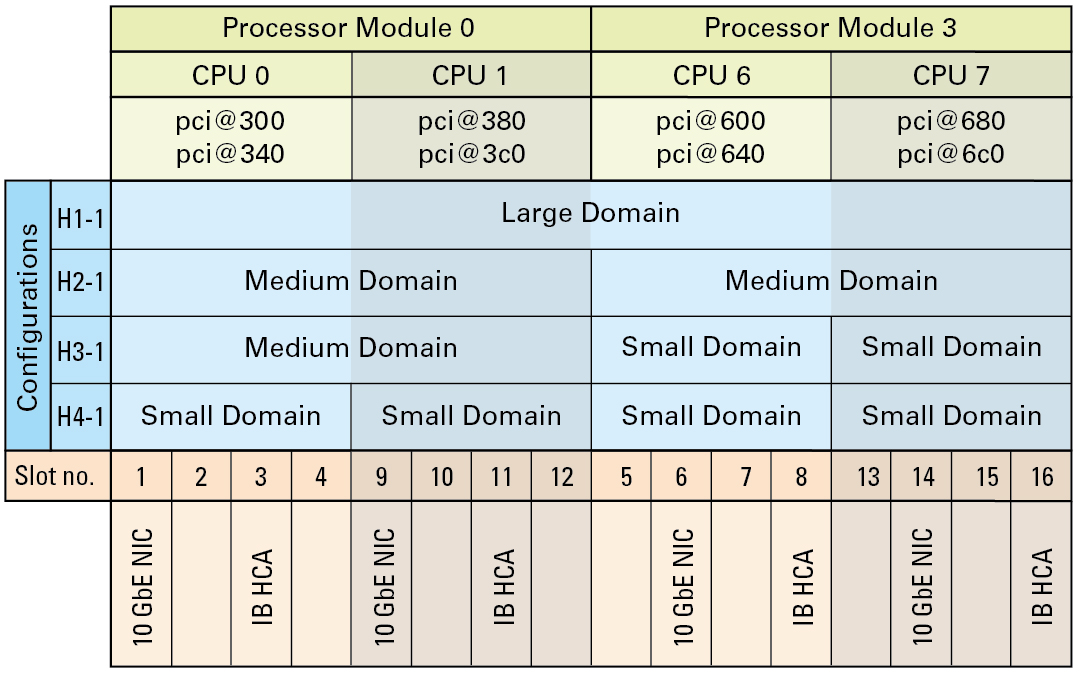 Processor Module 0 Processor Module 3
CPU 0 CPU 1 CPU 6 CPU 7
pci@300 pci@380 pci@600 pci@680
pci@340 pci@3c0 pci@640 pci@6c0
Configurations
H1-1 Large Domain
H2-1 Medium Domain Medium Domain
H3-1 Medium Domain Small Domain Small Domain
H4-1 Small Domain Small Domain Small Domain Small Domain
Slot no. 1 2 3 4 9 10 11 12 5 6 7 8 13 14 15 16
10 GbE NIC
IB HCA
10 GbE NIC
IB HCA
10 GbE NIC
IB HCA
10 GbE NIC
IB HCA